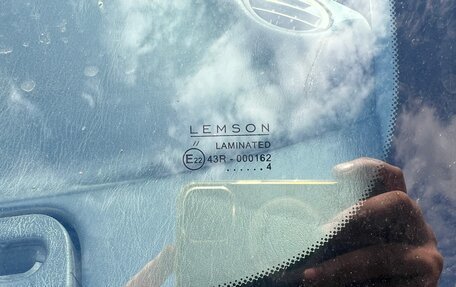 LEMSON
LAMINATED
E22 43R - 000162
...... 4